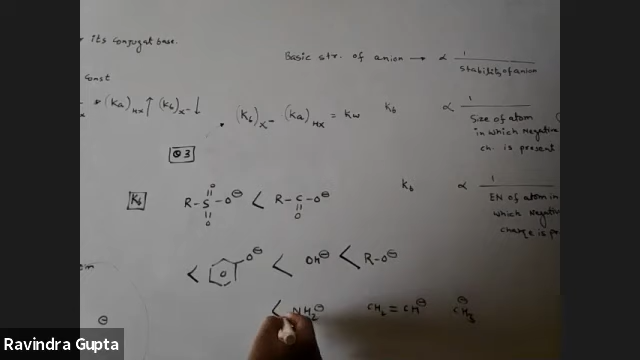 its conjugat base.
Basic str. of anion → α 1 / Stability of anion
const
* (Ka)HX ↑ (Kb)X- ↓
• (Kb)X- (Ka)HX = Kw
Kb α 1 / Size of atom
in which Negative
ch. is present
Q3
Kb
R-S-O⊖ < R-C-O⊖
O O O
Kb α 1 / EN of atom in
which Negative
charge is pr
< O⊖ < OH⊖ < R-O⊖
< NH2⊖ CH2=CH⊖ CH3⊖
Ravindra Gupta